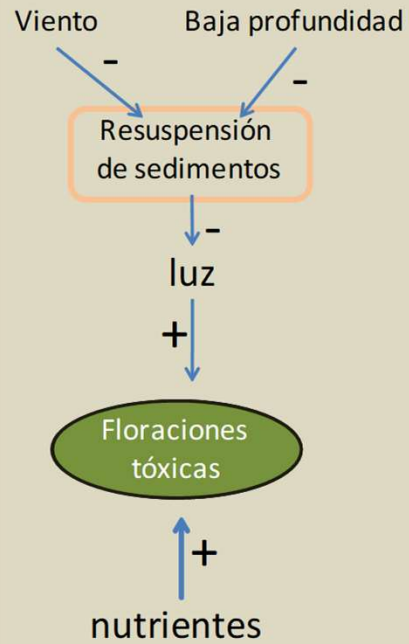 Viento
Baja profundidad
-
-
Resuspensión
de sedimentos
-
luz
+
Floraciones
tóxicas
+
nutrientes